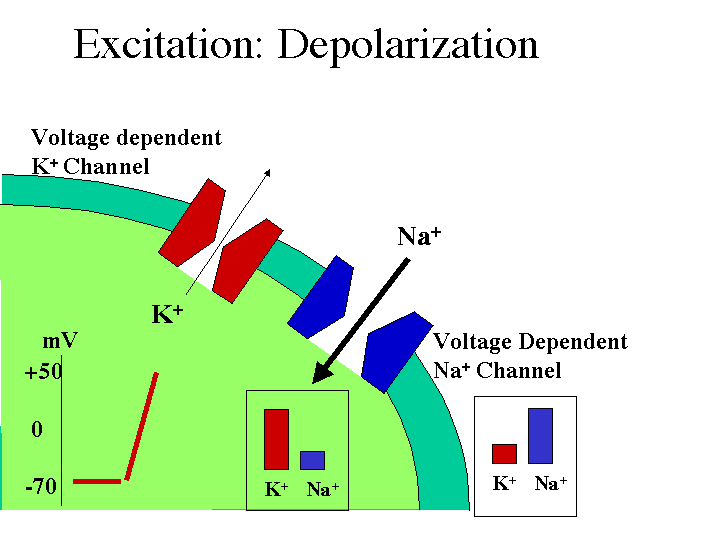 Excitation: Depolarization
Voltage dependent
K+ Channel
Na+
K+
mV
+50
0
-70
Voltage Dependent
Na+ Channel
K+ Na+
K+ Na+